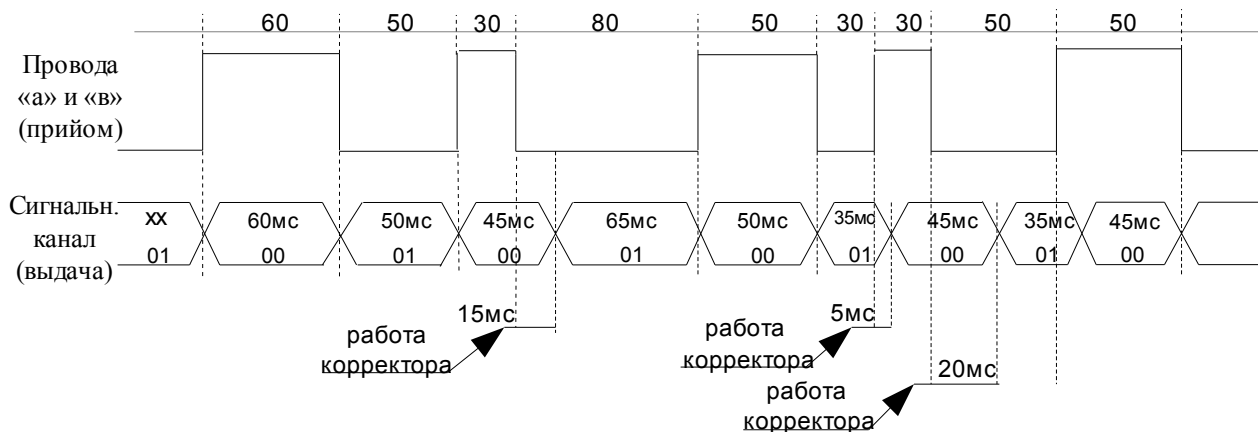 60 50 30 80 50 30 30 50 50
Провода
«а» и «в»
(прийом)
Сигнальн.
канал
(выдача)
xx 60мс 50мс 45мс 65мс 50мс 35мс 45мс 35мс 45мс
01 00 01 00 01 00 01 00 01 00
15мс
работа
корректора
5мс
работа
корректора
20мс
работа
корректора